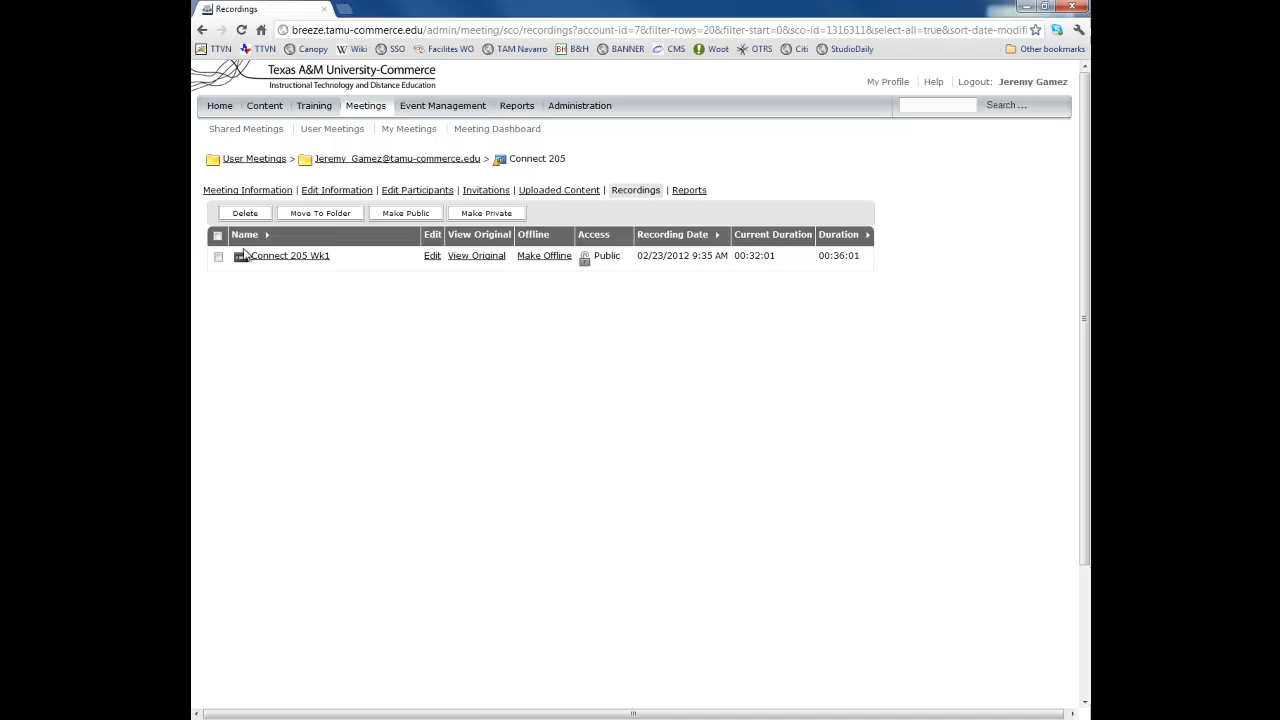 Recordings
breeze.tamu-commerce.edu/admin/meeting/sco/recordings?account-id=7&filter-rows=20&filter-start=0&sco-id=1316311&select-all=true&sort-date-modifi
TTVN TTVN Canopy Wiki SSO Facilites WO TAM Navarro B&H BANNER CMS Woot OTRS Citi StudioDaily Other bookmarks
Texas A&M University-Commerce
Instructional Technology and Distance Education
My Profile | Help | Logout: Jeremy Gamez
Home Content Training Meetings Event Management Reports Administration Search ...
Shared Meetings | User Meetings | My Meetings | Meeting Dashboard
User Meetings > Jeremy_Gamez@tamu-commerce.edu > Connect 205
Meeting Information | Edit Information | Edit Participants | Invitations | Uploaded Content | Recordings | Reports
Delete Move To Folder Make Public Make Private
Name Edit View Original Offline Access Recording Date Current Duration Duration
Connect 205 Wk1 Edit View Original Make Offline Public 02/23/2012 9:35 AM 00:32:01 00:36:01